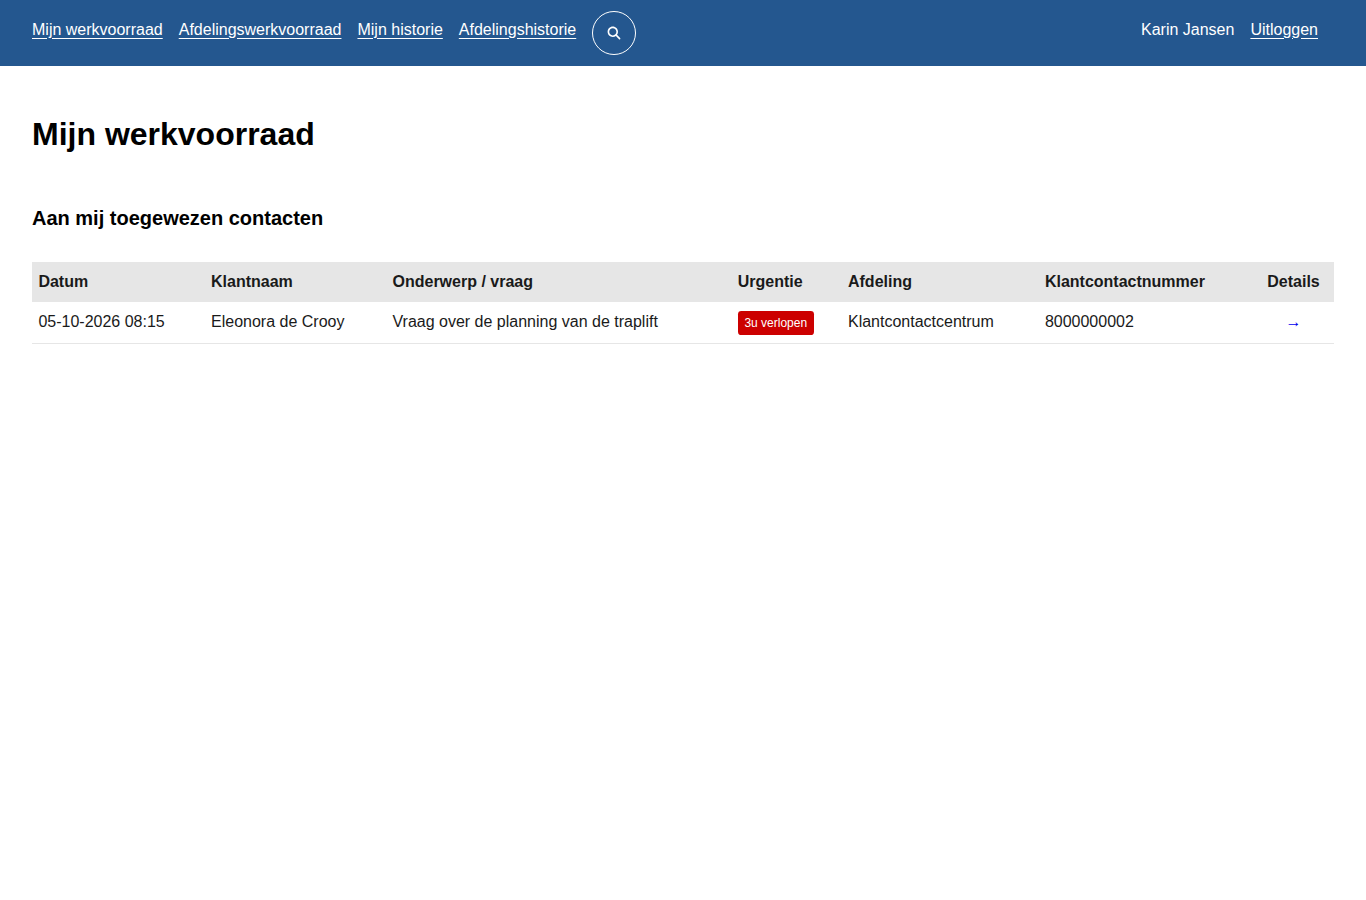 Mijn werkvoorraad Afdelingswerkvoorraad Mijn historie Afdelingshistorie Karin Jansen Uitloggen
Mijn werkvoorraad
Aan mij toegewezen contacten
Datum Klantnaam Onderwerp / vraag Urgentie Afdeling Klantcontactnummer Details
05-10-2026 08:15 Eleonora de Crooy Vraag over de planning van de traplift 3u verlopen Klantcontactcentrum 8000000002 →